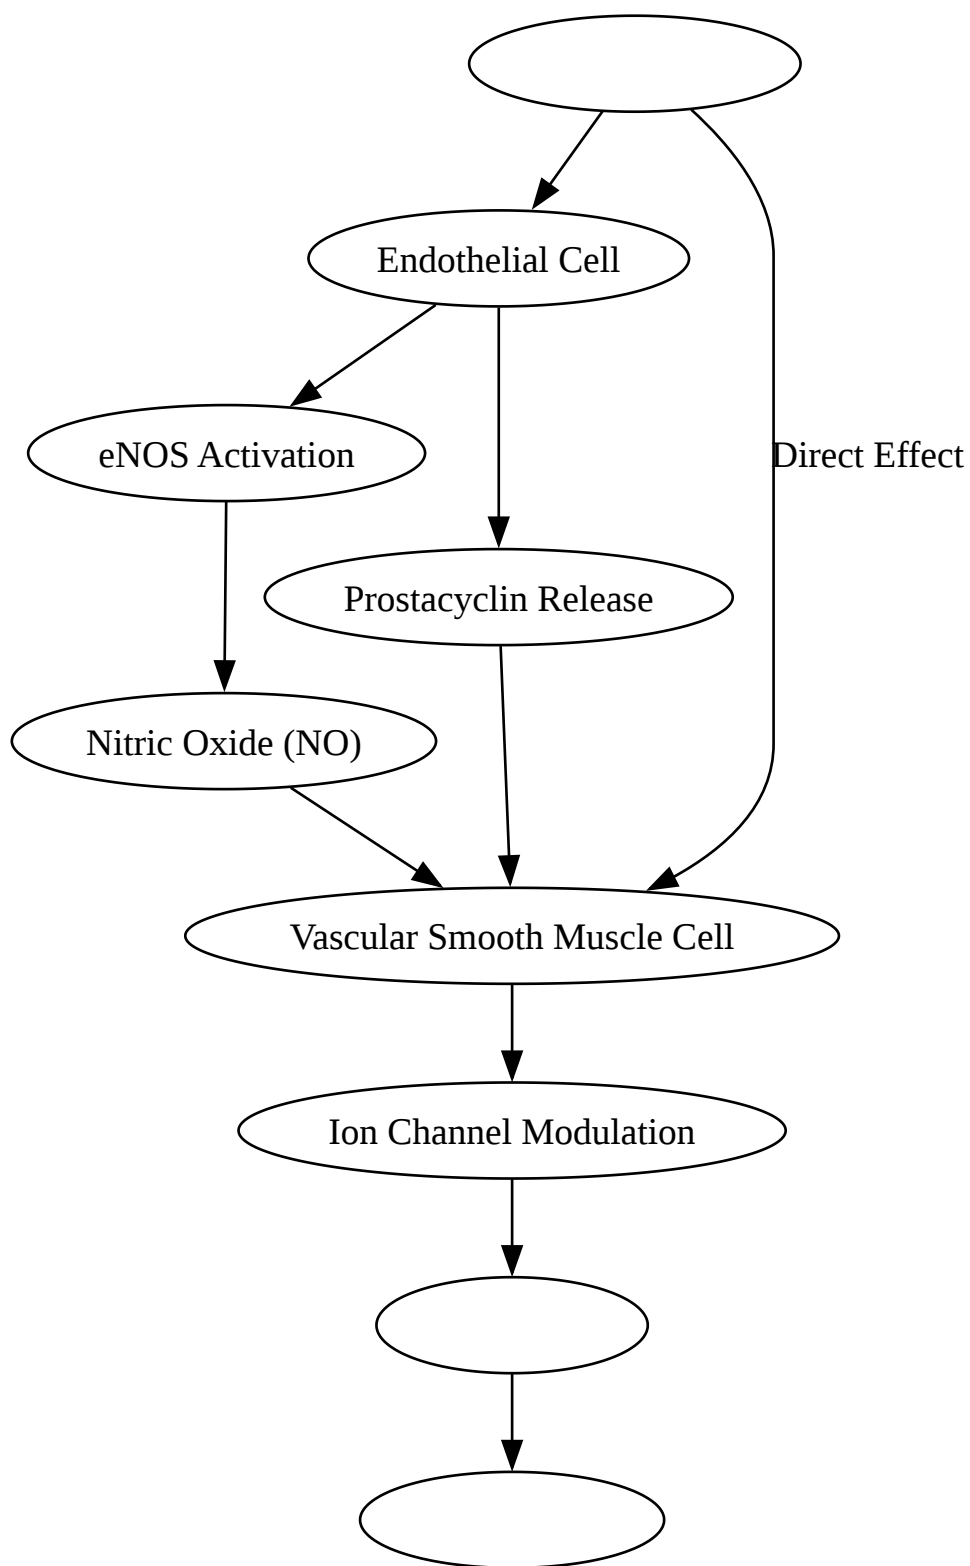 Endothelial Cell
eNOS Activation
Direct Effect
Prostacyclin Release
Nitric Oxide (NO)
Vascular Smooth Muscle Cell
Ion Channel Modulation